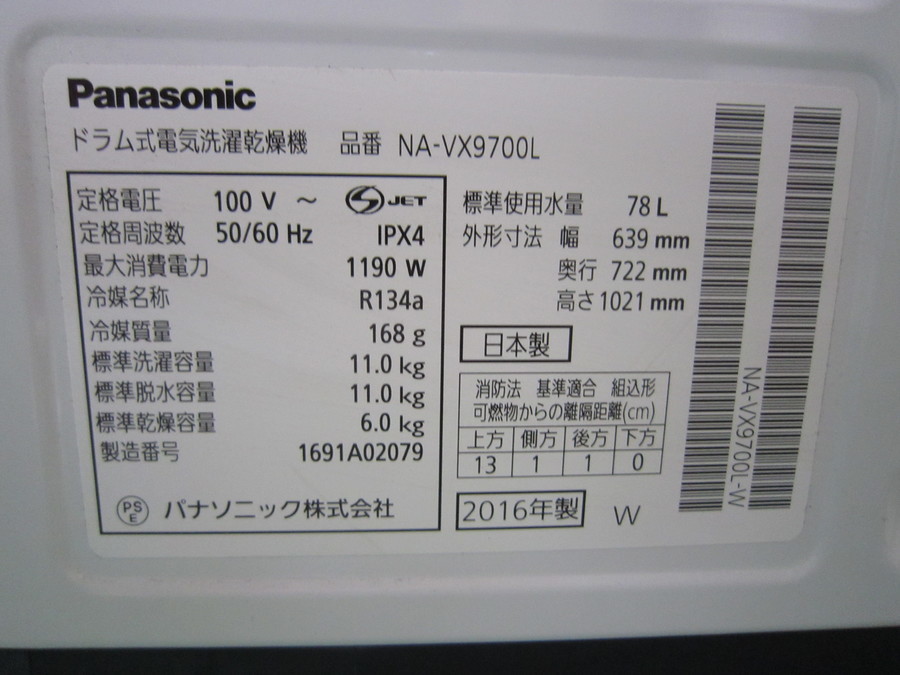 Panasonic
ドラム式電気洗濯乾燥機 品番 NA-VX9700L
定格電圧 100 V ～ S JET
定格周波数 50/60 Hz IPX4
最大消費電力 1190 W
冷媒名称 R134a
冷媒質量 168 g
標準洗濯容量 11.0 kg
標準脱水容量 11.0 kg
標準乾燥容量 6.0 kg
製造番号 1691A02079
PS E パナソニック株式会社
標準使用水量 78 L
外形寸法 幅 639 mm
奥行 722 mm
高さ 1021 mm
日本製
消防法 基準適合 組込形
可燃物からの離隔距離(cm)
上方 側方 後方 下方
13 1 1 0
2016年製 W
NA-VX9700L-W